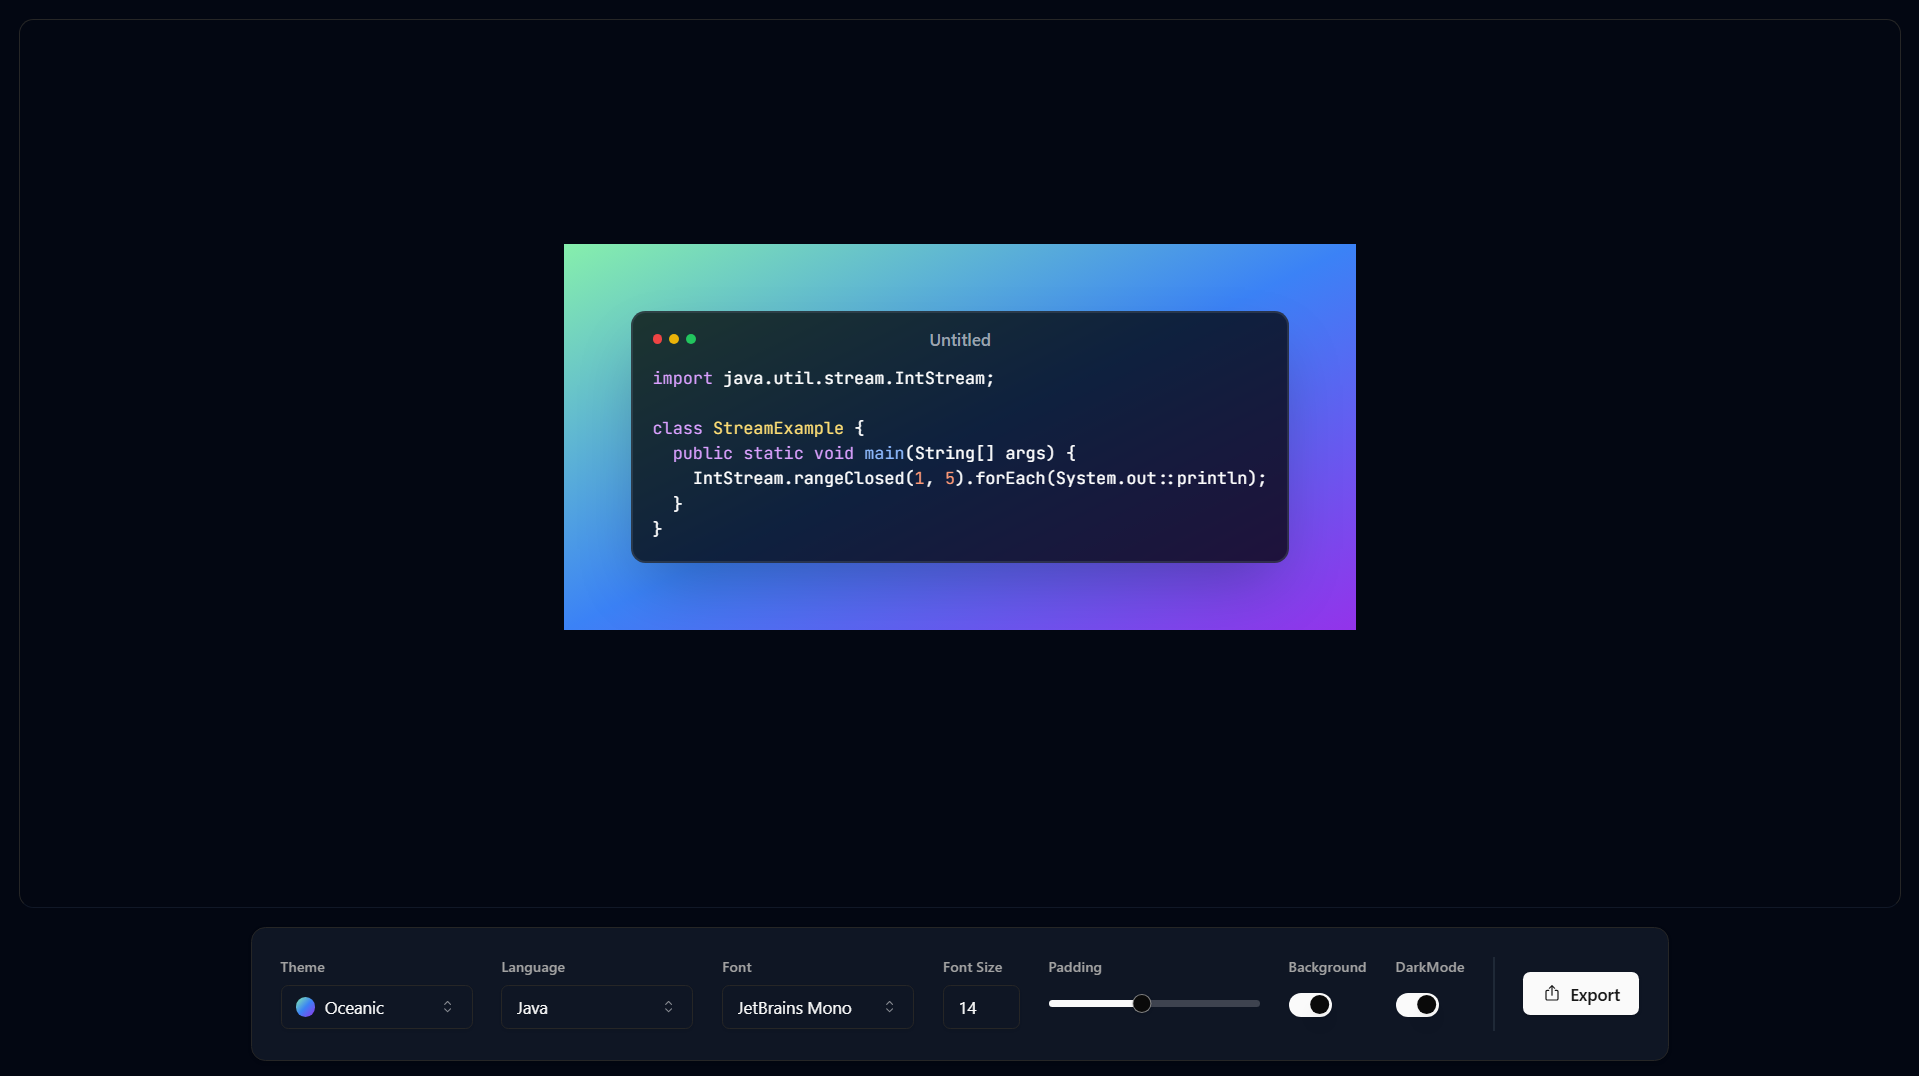 Untitled
import java.util.stream.IntStream;

class StreamExample {
  public static void main(String[] args) {
    IntStream.rangeClosed(1, 5).forEach(System.out::println);
  }
}
Theme
Language
Font
Font Size
Padding
Background
DarkMode
Oceanic
Java
JetBrains Mono
14
Export